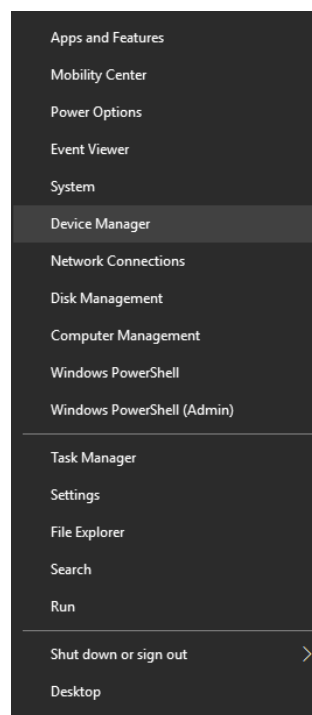 Apps and Features
Mobility Center
Power Options
Event Viewer
System
Device Manager
Network Connections
Disk Management
Computer Management
Windows PowerShell
Windows PowerShell (Admin)
Task Manager
Settings
File Explorer
Search
Run
Shut down or sign out
Desktop